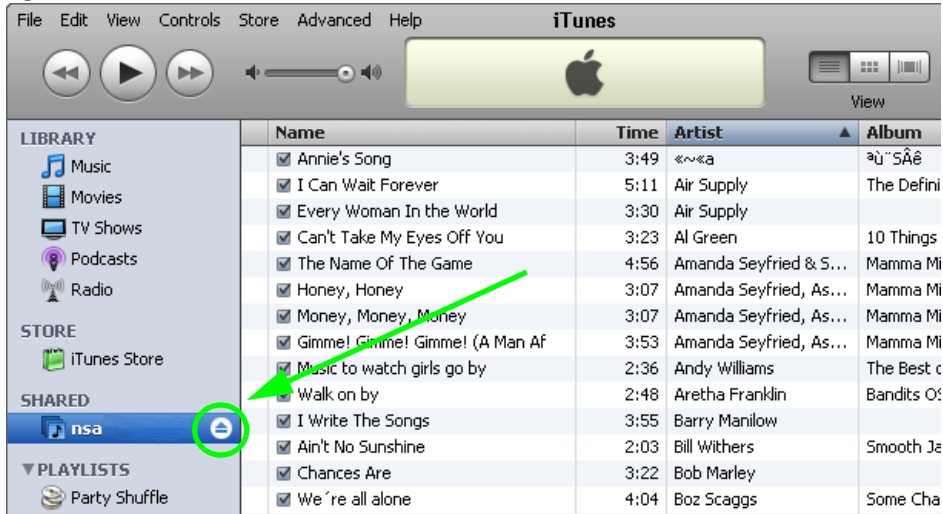 File Edit View Controls Store Advanced Help iTunes
View
LIBRARY
Music
Movies
TV Shows
Podcasts
Radio
STORE
iTunes Store
SHARED
nsa
PLAYLISTS
Party Shuffle
Name Time Artist Album
Annie's Song 3:49 «~«a ªù¨SÂê
I Can Wait Forever 5:11 Air Supply The Defini
Every Woman In the World 3:30 Air Supply
Can't Take My Eyes Off You 3:23 Al Green 10 Things
The Name Of The Game 4:56 Amanda Seyfried & S... Mamma Mi
Honey, Honey 3:07 Amanda Seyfried, As... Mamma Mi
Money, Money, Money 3:07 Amanda Seyfried, As... Mamma Mi
Gimme! Gimme! Gimme! (A Man Af 3:53 Amanda Seyfried, As... Mamma Mi
Music to watch girls go by 2:36 Andy Williams The Best o
Walk on by 2:48 Aretha Franklin Bandits OS
I Write The Songs 3:55 Barry Manilow
Ain't No Sunshine 2:03 Bill Withers Smooth Ja
Chances Are 3:22 Bob Marley
We´re all alone 4:04 Boz Scaggs Some Cha